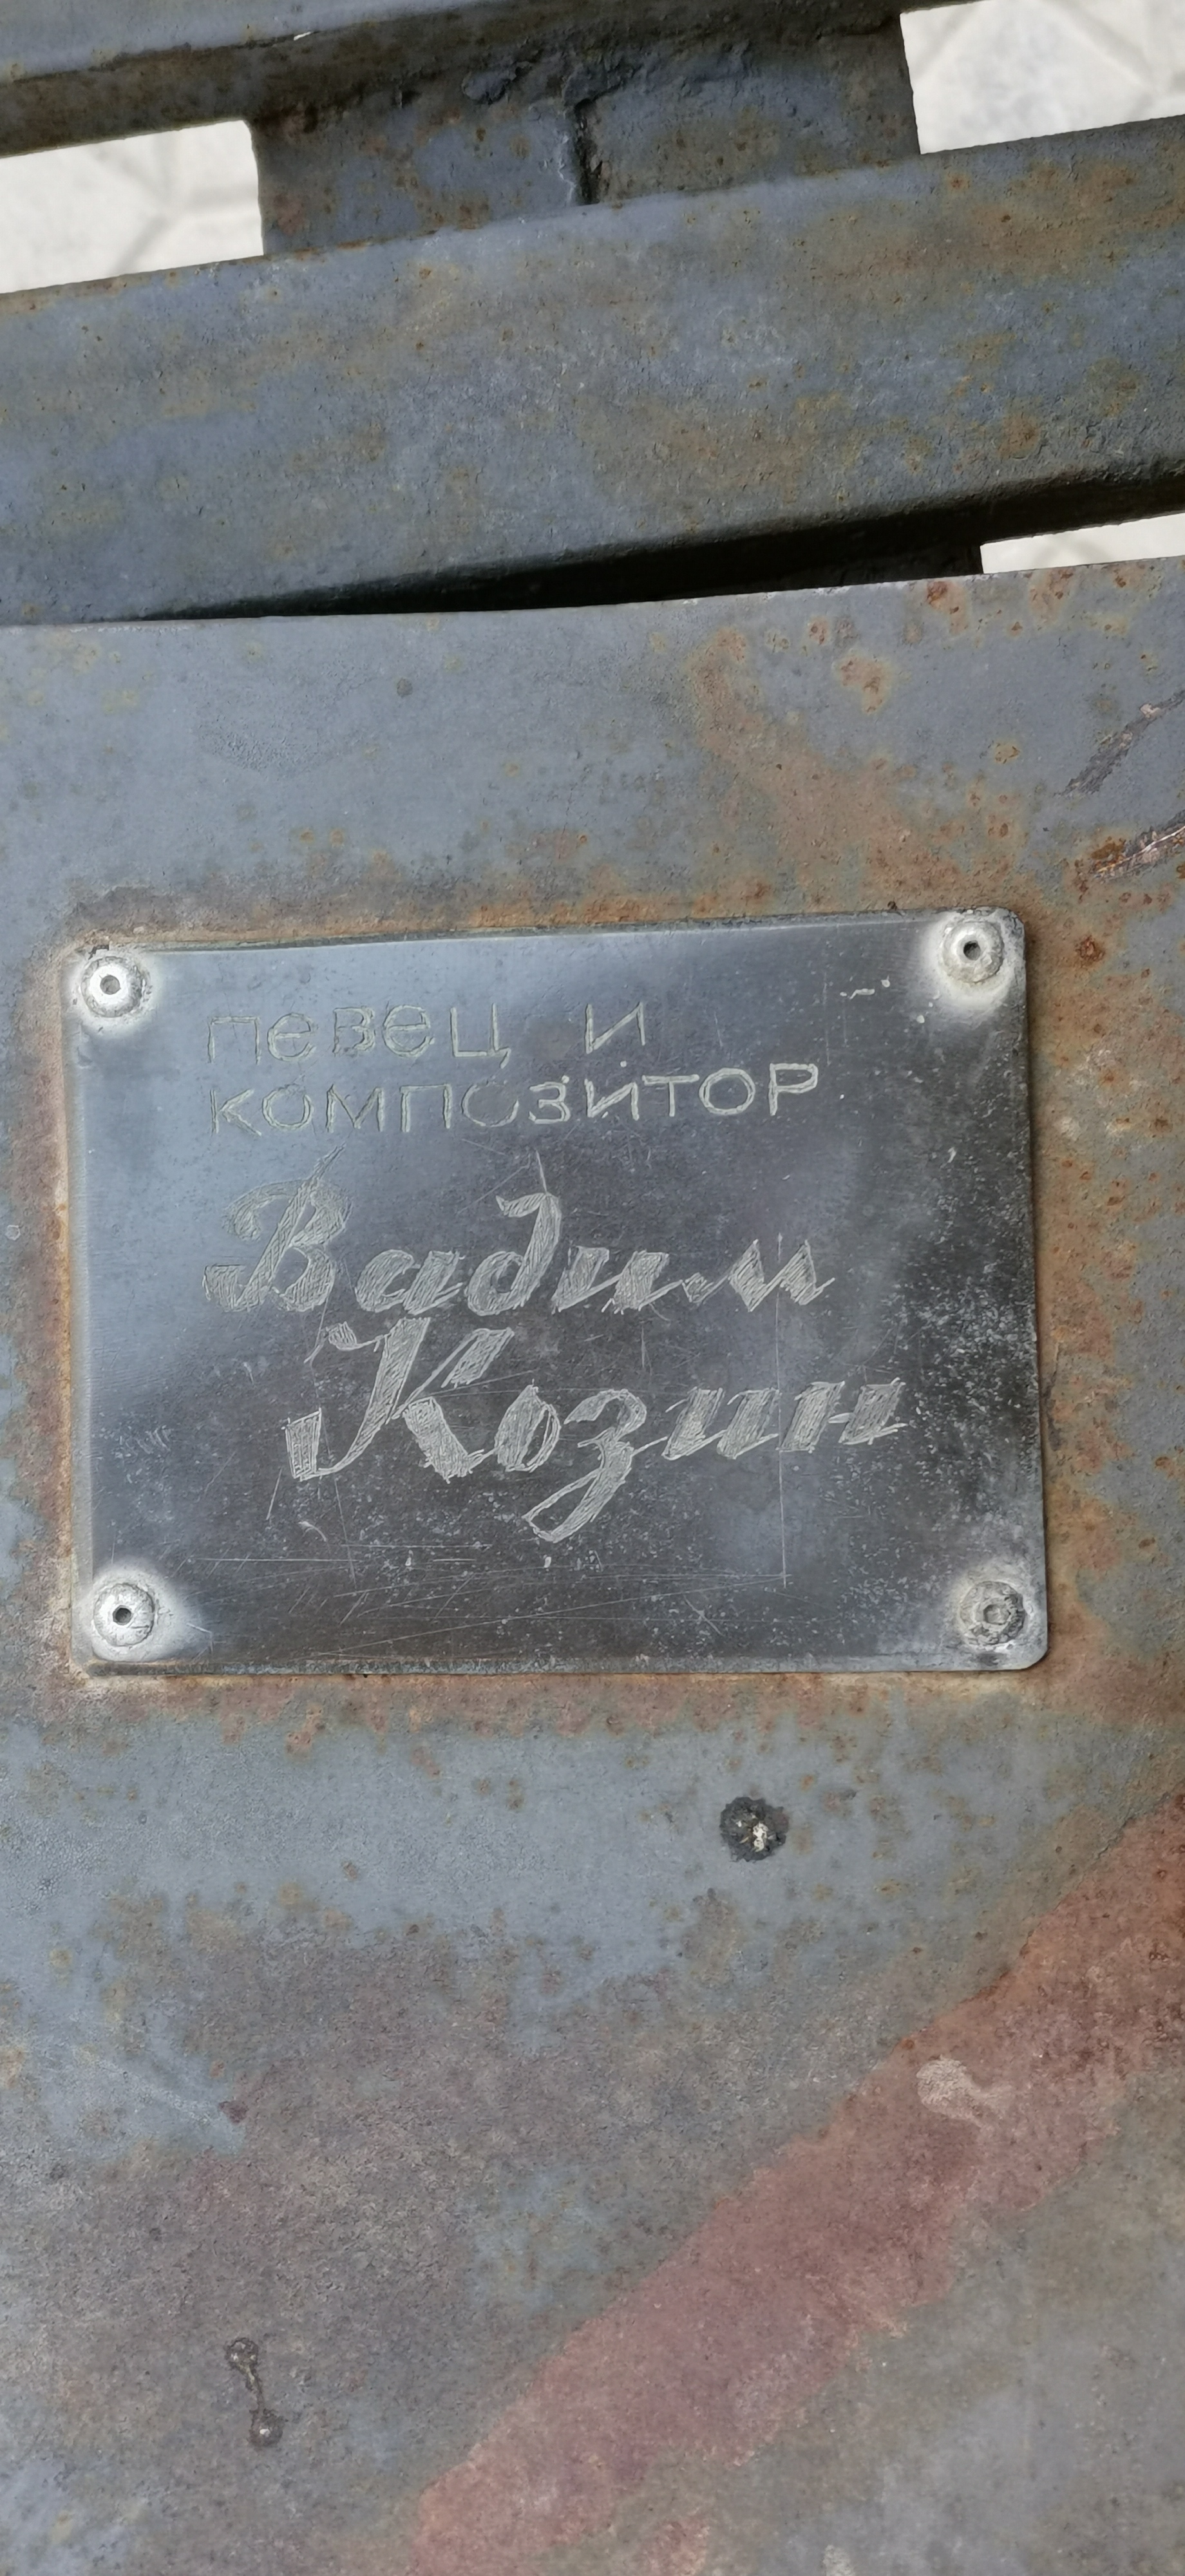 певец и
композитор
Вадим
Козин